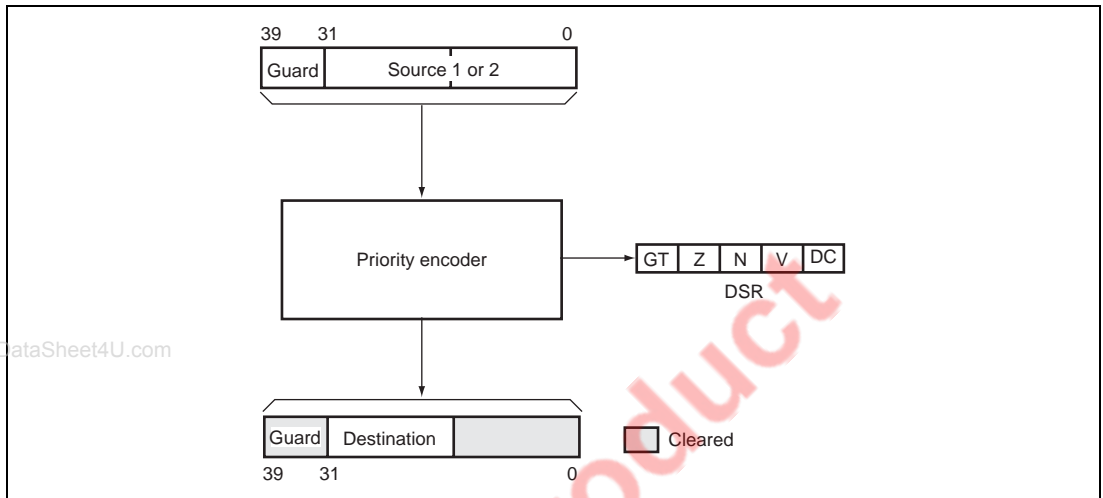 39 31 0
Guard Source 1 or 2
Priority encoder
GT Z N V DC
DSR
DataSheet4U.com
Guard Destination
Cleared
39 31 0